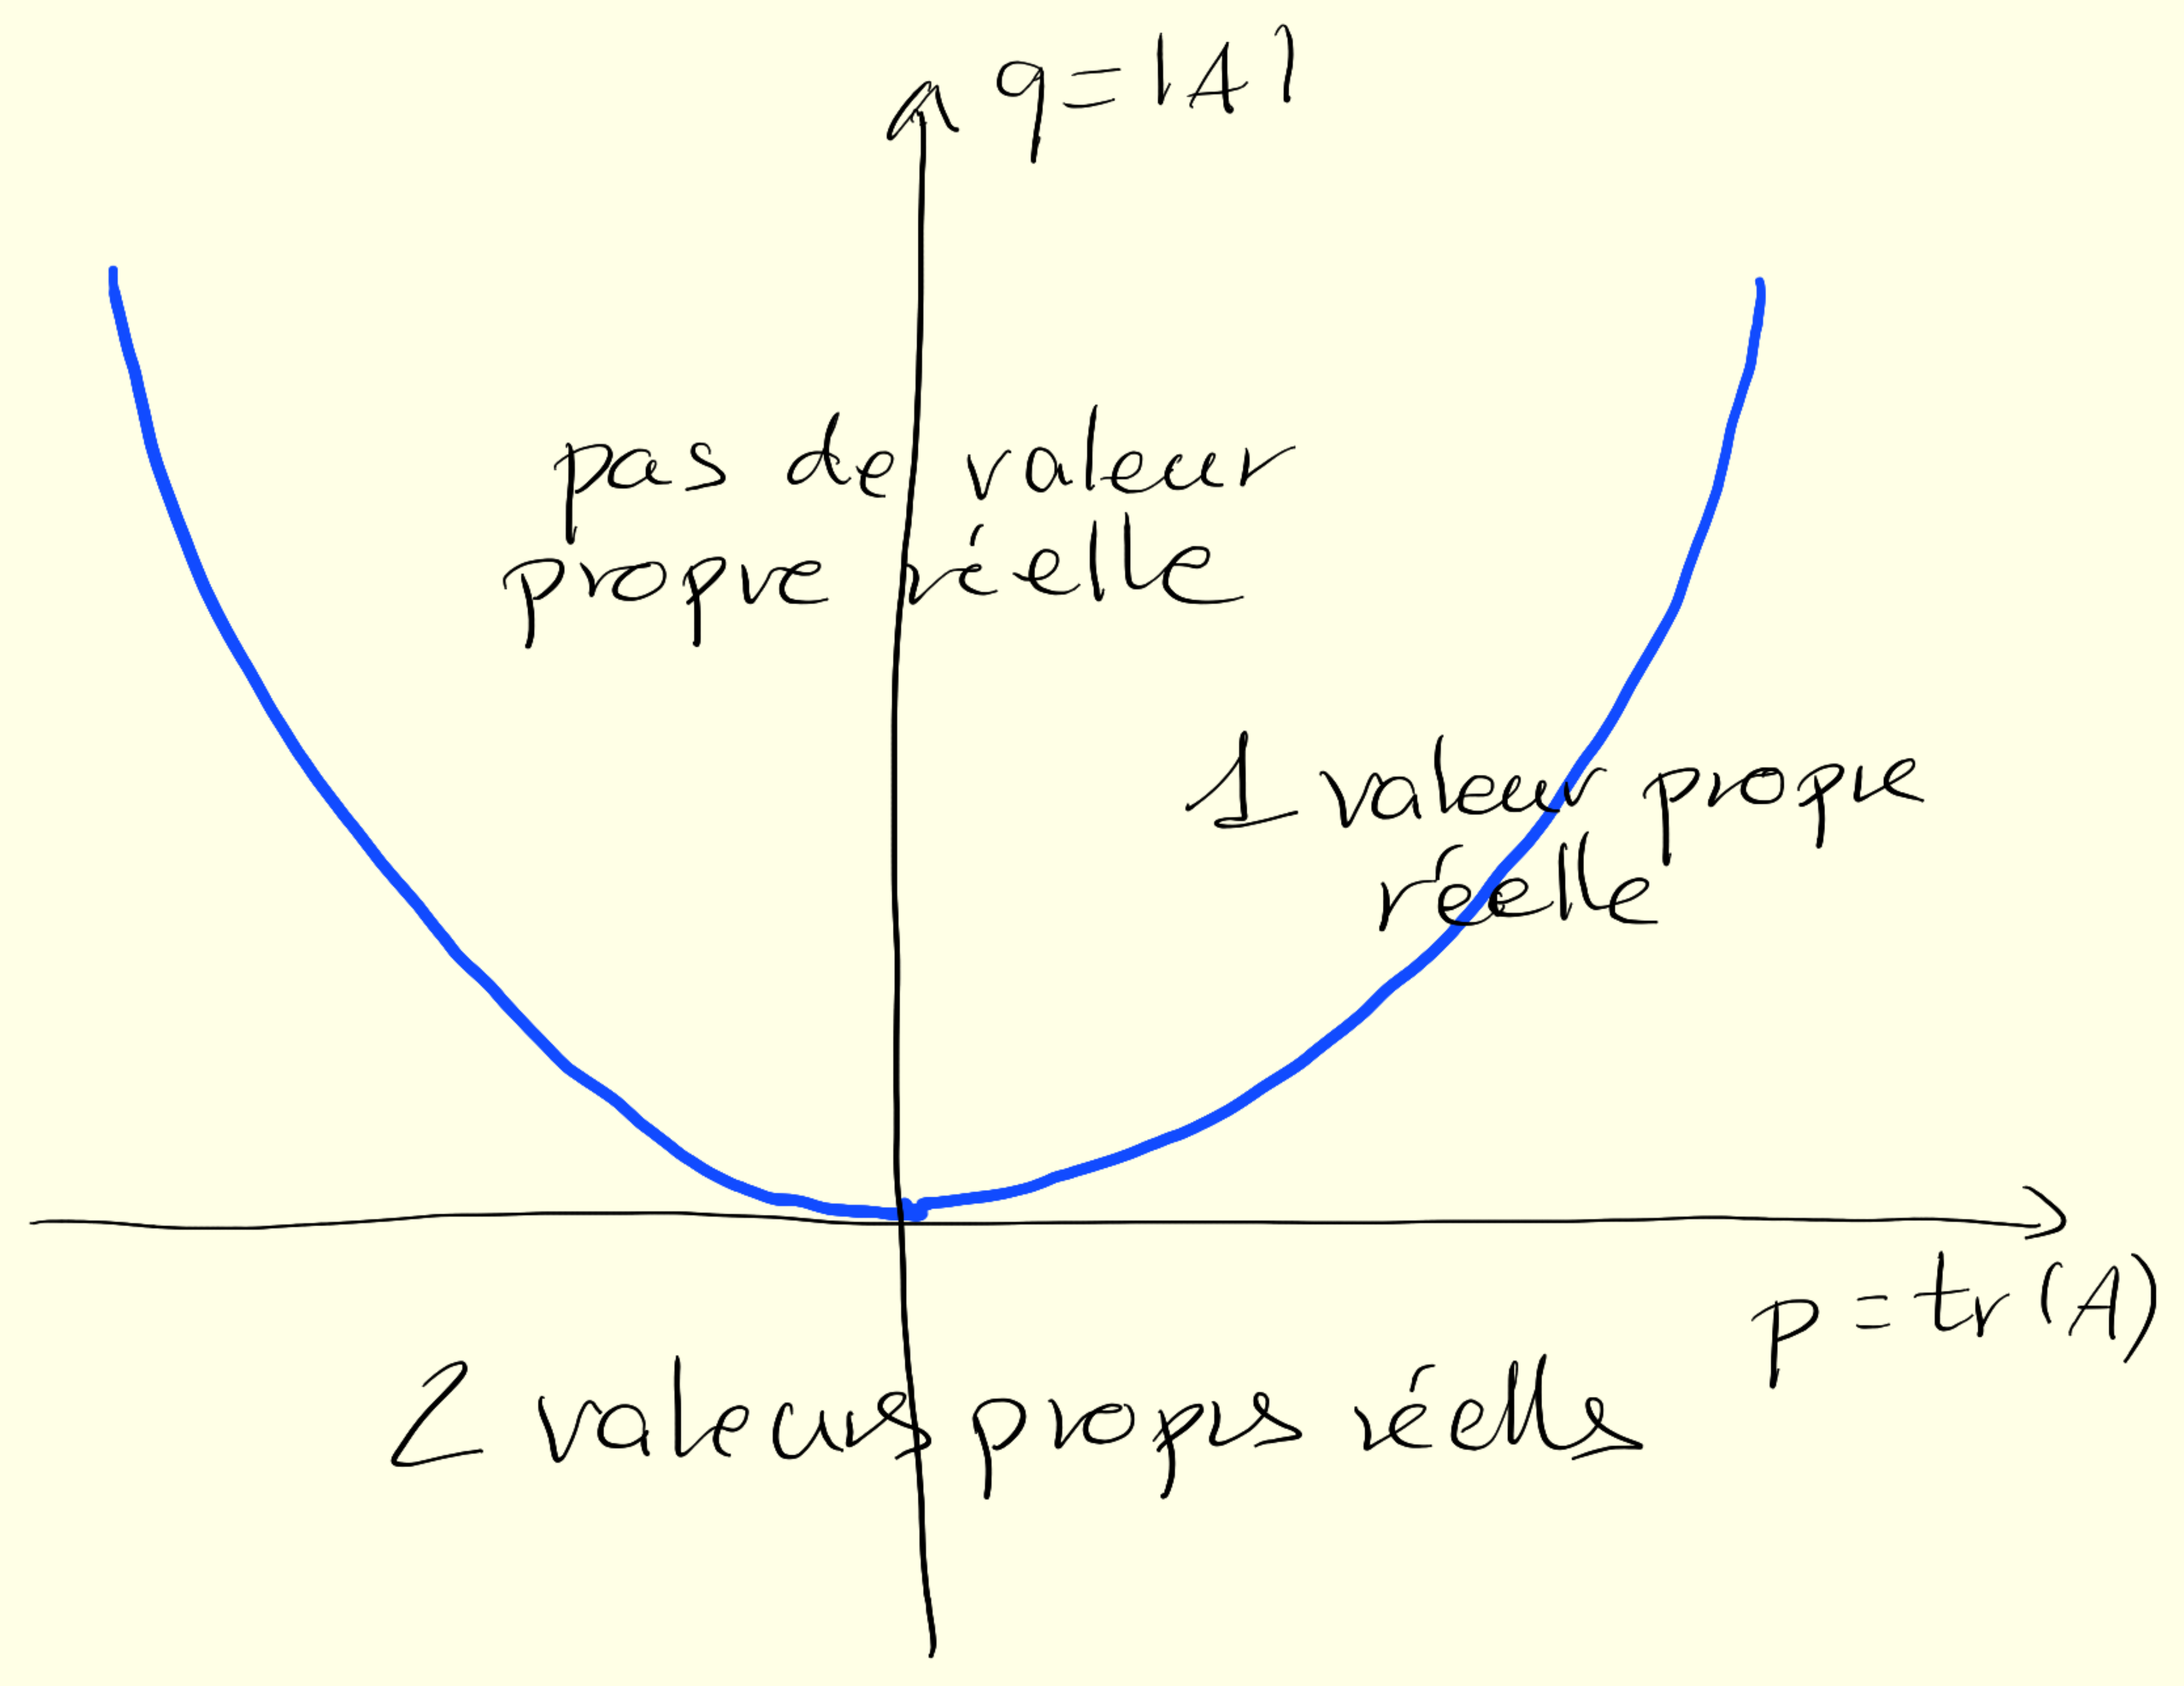 q = |A|
pas de valeur
propre réelle
1 valeur propre
réelle
p = tr(A)
2 valeurs propres réelles